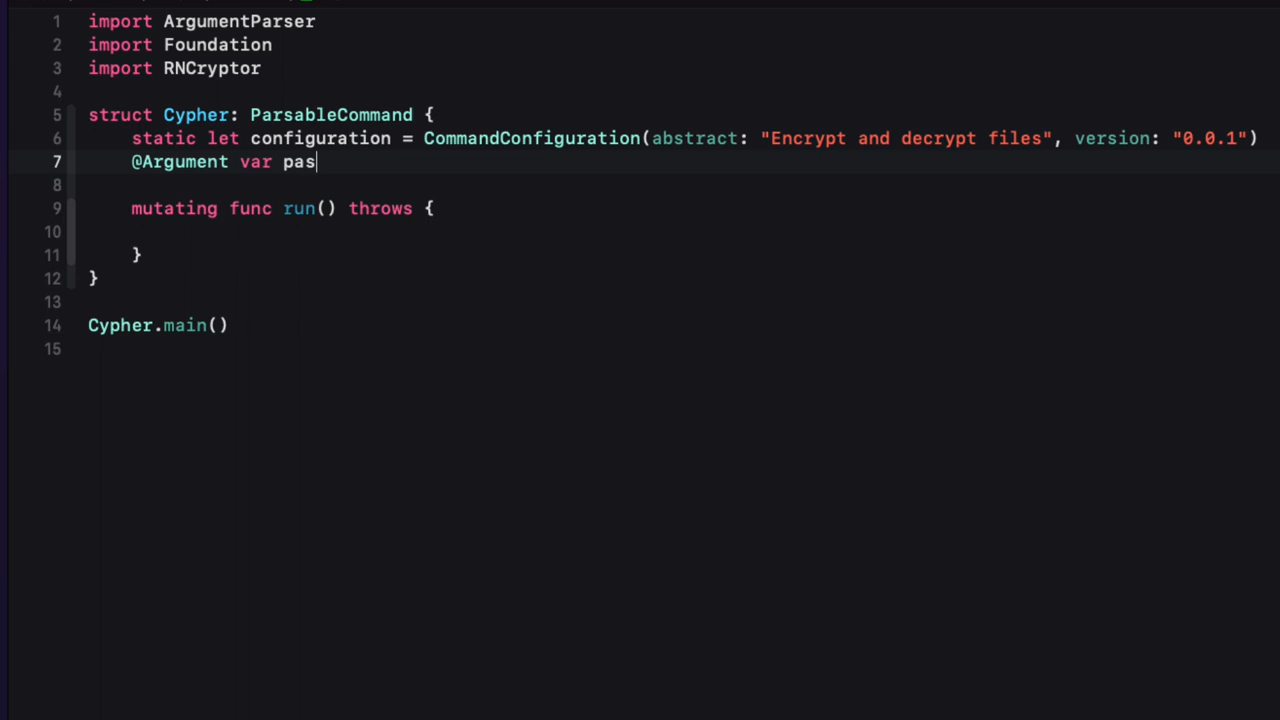 1 import ArgumentParser
2 import Foundation
3 import RNCryptor
4
5 struct Cypher: ParsableCommand {
6 static let configuration = CommandConfiguration(abstract: "Encrypt and decrypt files", version: "0.0.1")
7 @Argument var pas
8
9 mutating func run() throws {
10
11 }
12 }
13
14 Cypher.main()
15